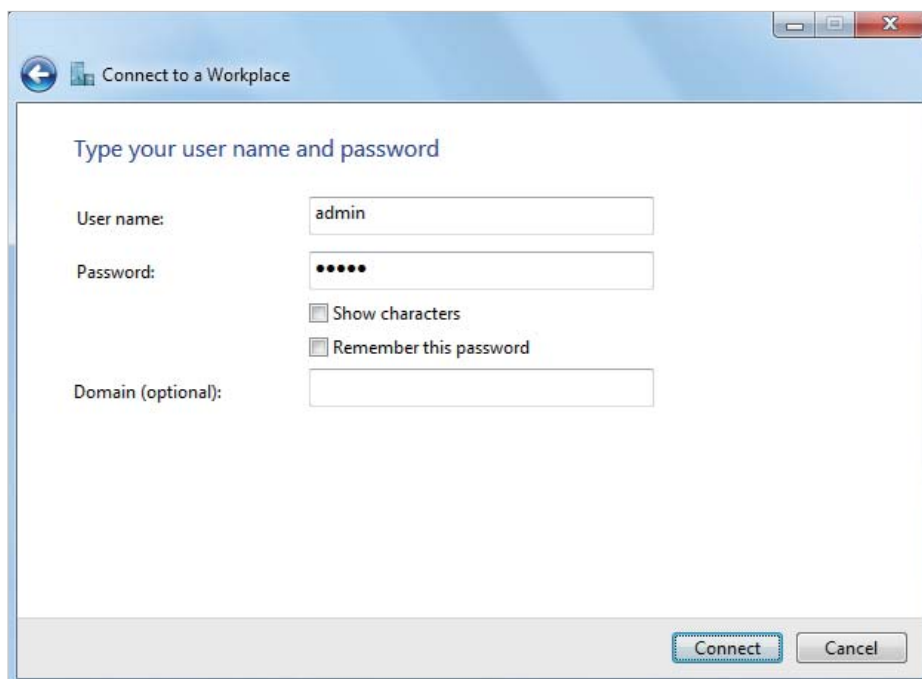 Connect to a Workplace
Type your user name and password
User name: admin
Password: •••••
Show characters
Remember this password
Domain (optional):
Connect Cancel